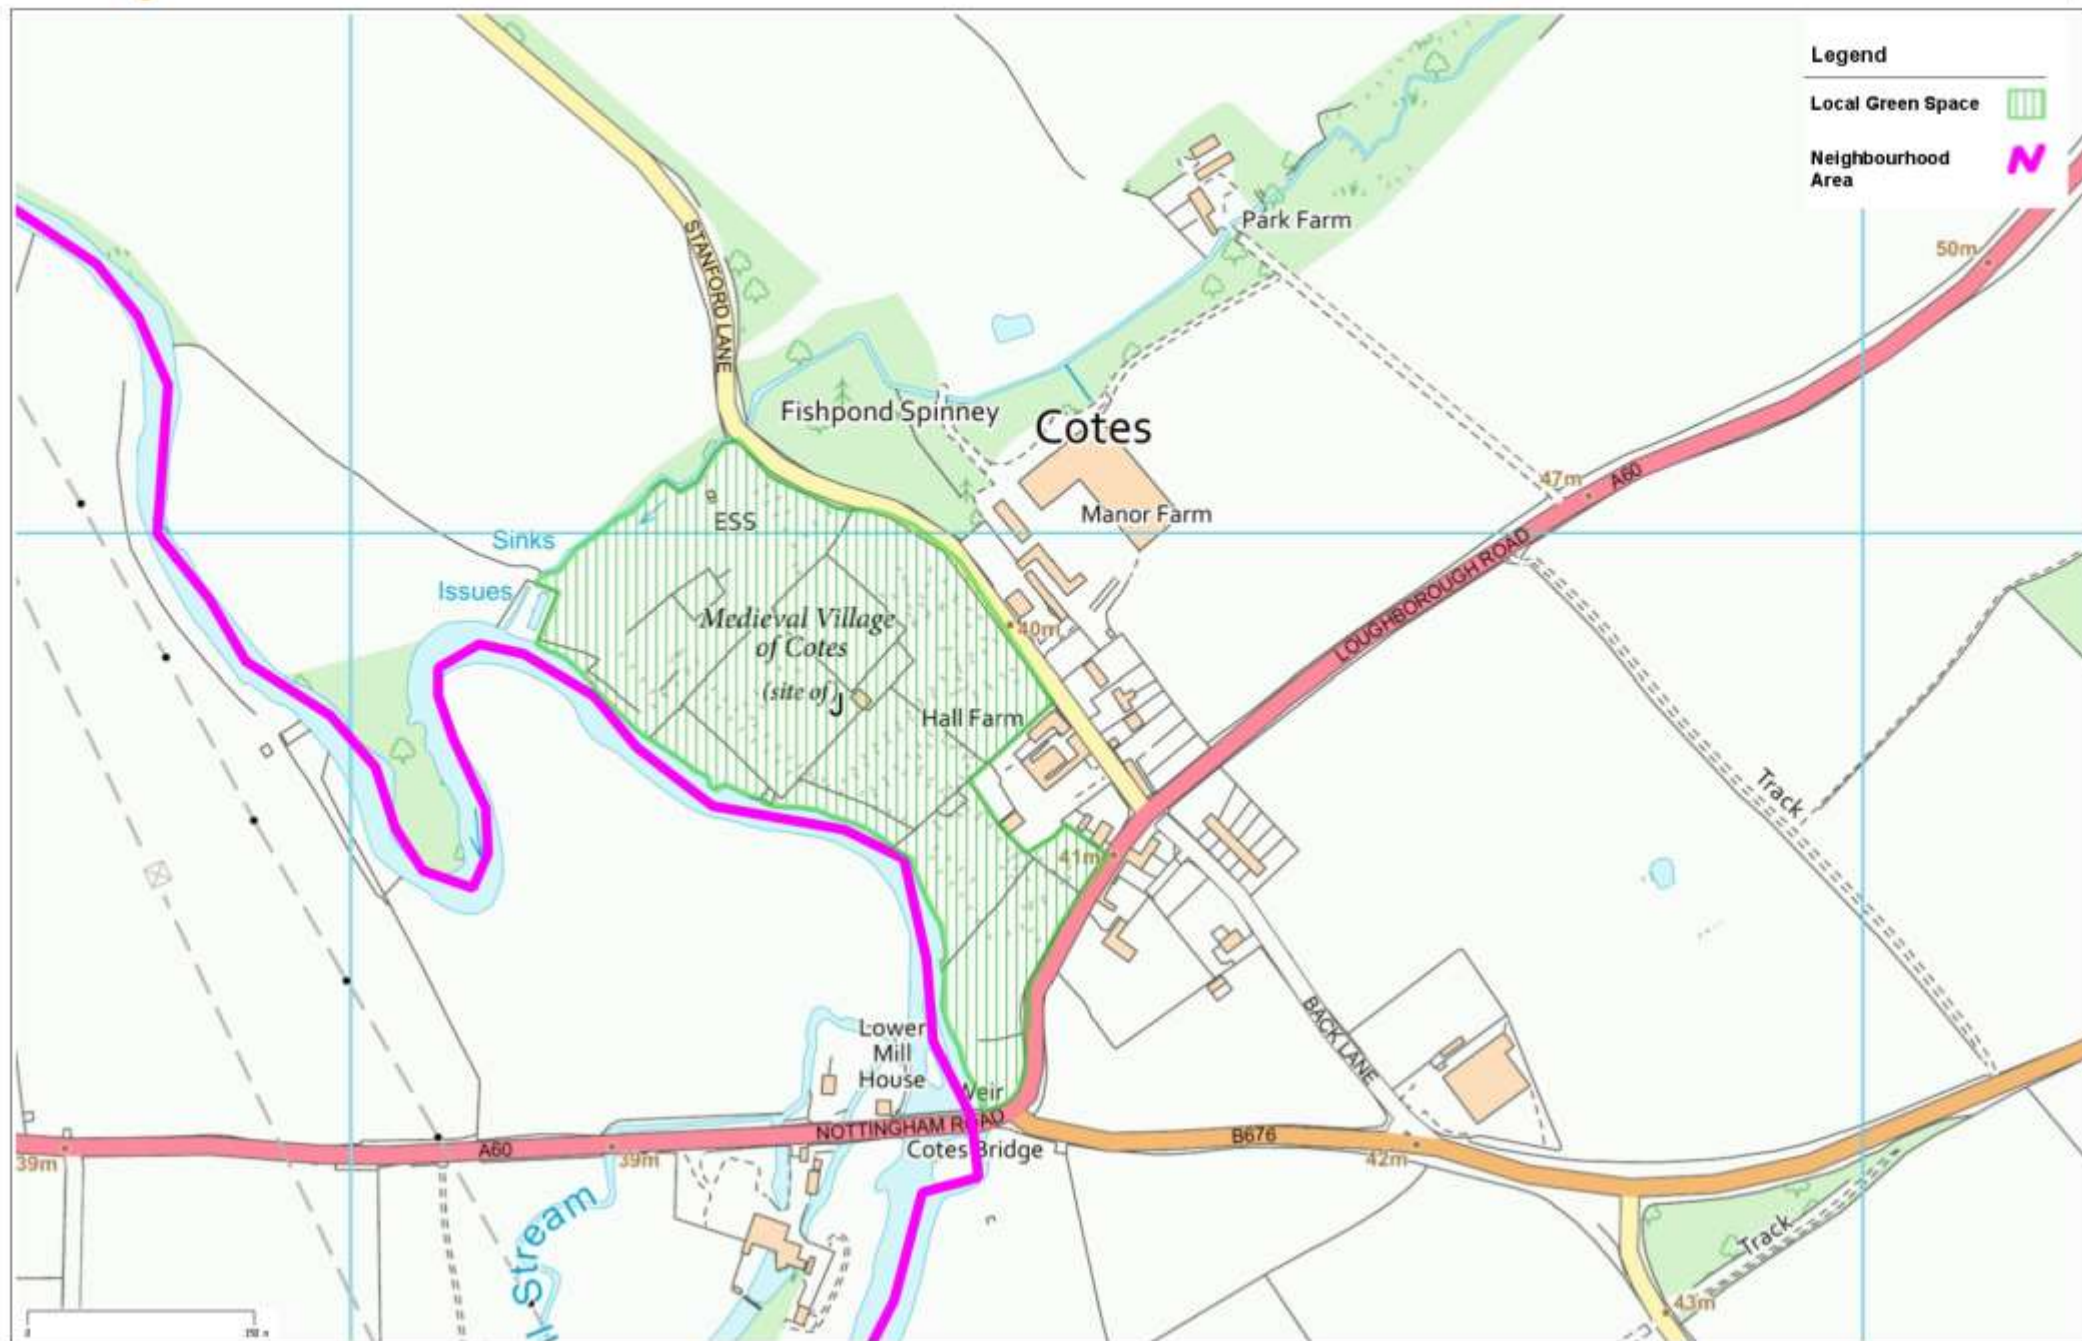 Legend
Local Green Space
Neighbourhood
Area
Park Farm
50m
STANFORD LANE
Fishpond Spinney
Cotes
47m
A60
Manor Farm
ESS
Sinks
Issues
LOUGHBOROUGH ROAD
Medieval Village
of Cotes
(site of)
J
40m
Hall Farm
Track
41m
BACK LANE
Lower
Mill
House
Weir
NOTTINGHAM ROAD
A60
B676
Cotes Bridge
39m
39m
42m
Stream
Track
43m
0